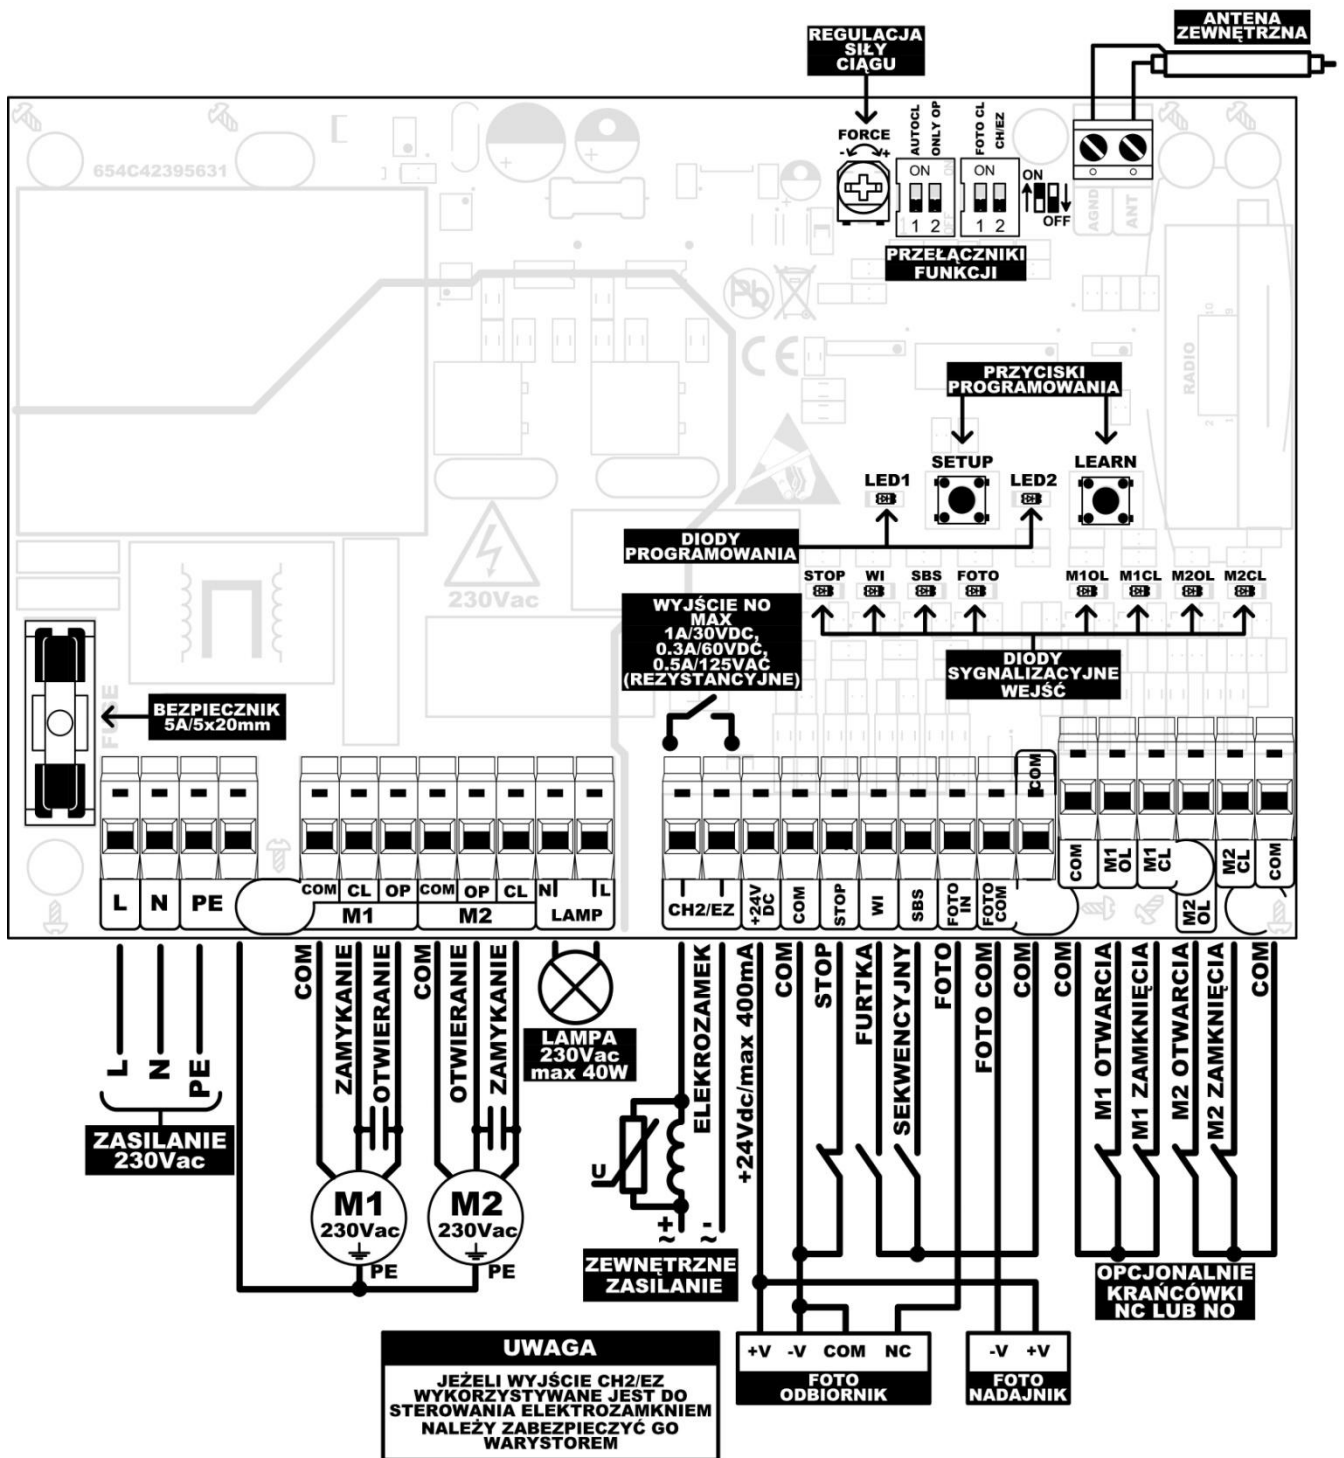 ANTENA
ZEWNĘTRZNA
REGULACJA
SIŁY
CIĄGU
FORCE
- +
AUTOCL
ONLY OP
FOTO CL
CH/EZ
ON
1 2
ON
1 2
ON
OFF
PRZEŁĄCZNIKI
FUNKCJI
AGND
ANT
654C42395631
Pb
CE
RADIO
10
9
2
1
PRZYCISKI
PROGRAMOWANIA
SETUP
LEARN
LED1
LED2
DIODY
PROGRAMOWANIA
STOP
WI
SBS
FOTO
M1OL
M1CL
M2OL
M2CL
DIODY
SYGNALIZACYJNE
WEJŚĆ
230Vac
WYJŚCIE NO
MAX
1A/30VDC,
0.3A/60VDC,
0.5A/125VAC
(REZYSTANCYJNE)
FUSE
BEZPIECZNIK
5A/5x20mm
L
N
PE
COM
CL
OP
M1
COM
OP
CL
M2
N
L
LAMP
CH2/EZ
+24V
DC
COM
STOP
WI
SBS
FOTO
IN
FOTO
COM
COM
COM
M1
OL
M1
CL
M2
OL
M2
CL
COM
L
N
PE
ZASILANIE
230Vac
COM
ZAMYKANIE
OTWIERANIE
COM
OTWIERANIE
ZAMYKANIE
M1
230Vac
PE
M2
230Vac
PE
LAMPA
230Vac
max 40W
ELEKROZAMEK
U
+
~
-
~
ZEWNĘTRZNE
ZASILANIE
+24Vdc/max 400mA
COM
STOP
FURTKA
SEKWENCYJNY
FOTO
FOTO COM
COM
COM
M1 OTWARCIA
M1 ZAMKNIĘCIA
M2 OTWARCIA
M2 ZAMKNIĘCIA
COM
OPCJONALNIE
KRAŃCÓWKI
NC LUB NO
+V -V COM NC
FOTO
ODBIORNIK
-V +V
FOTO
NADAJNIK
UWAGA
JEŻELI WYJŚCIE CH2/EZ
WYKORZYSTYWANE JEST DO
STEROWANIA ELEKTROZAMKNIEM
NALEŻY ZABEZPIECZYĆ GO
WARYSTOREM